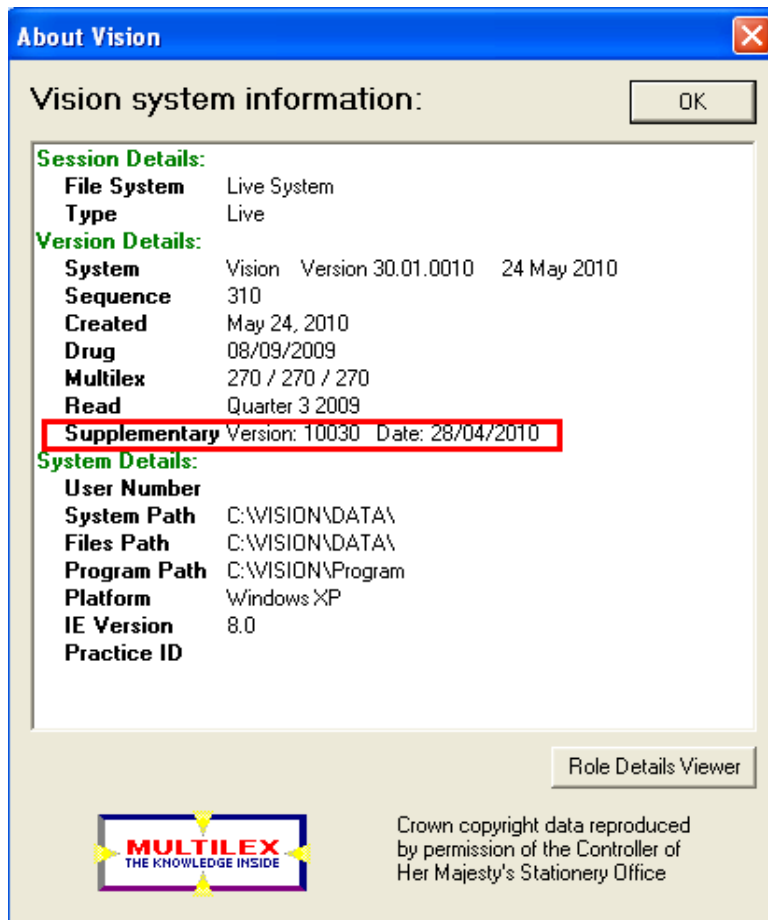 About Vision
Vision system information:
OK
Session Details:
File System Live System
Type Live
Version Details:
System Vision Version 30.01.0010 24 May 2010
Sequence 310
Created May 24, 2010
Drug 08/09/2009
Multilex 270 / 270 / 270
Read Quarter 3 2009
Supplementary Version: 10030 Date: 28/04/2010
System Details:
User Number
System Path C:\VISION\DATA\
Files Path C:\VISION\DATA\
Program Path C:\VISION\Program
Platform Windows XP
IE Version 8.0
Practice ID
Role Details Viewer
MULTILEX
THE KNOWLEDGE INSIDE
Crown copyright data reproduced
by permission of the Controller of
Her Majesty's Stationery Office